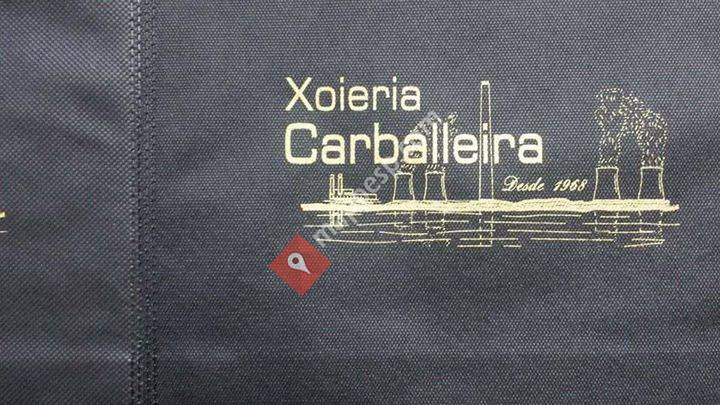 Xoieria
Carballeira
Desde 1968